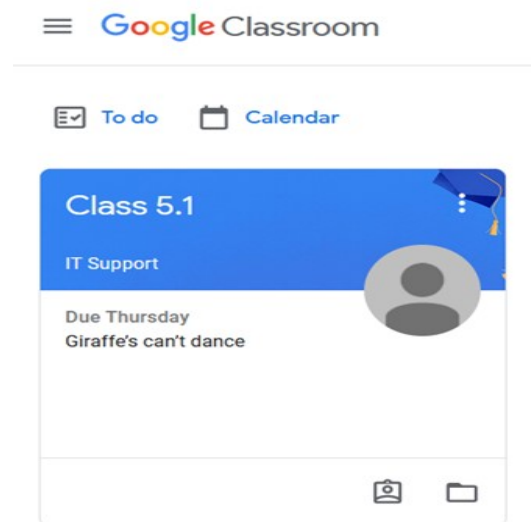 Google Classroom
To do Calendar
Class 5.1
IT Support
Due Thursday
Giraffe's can't dance